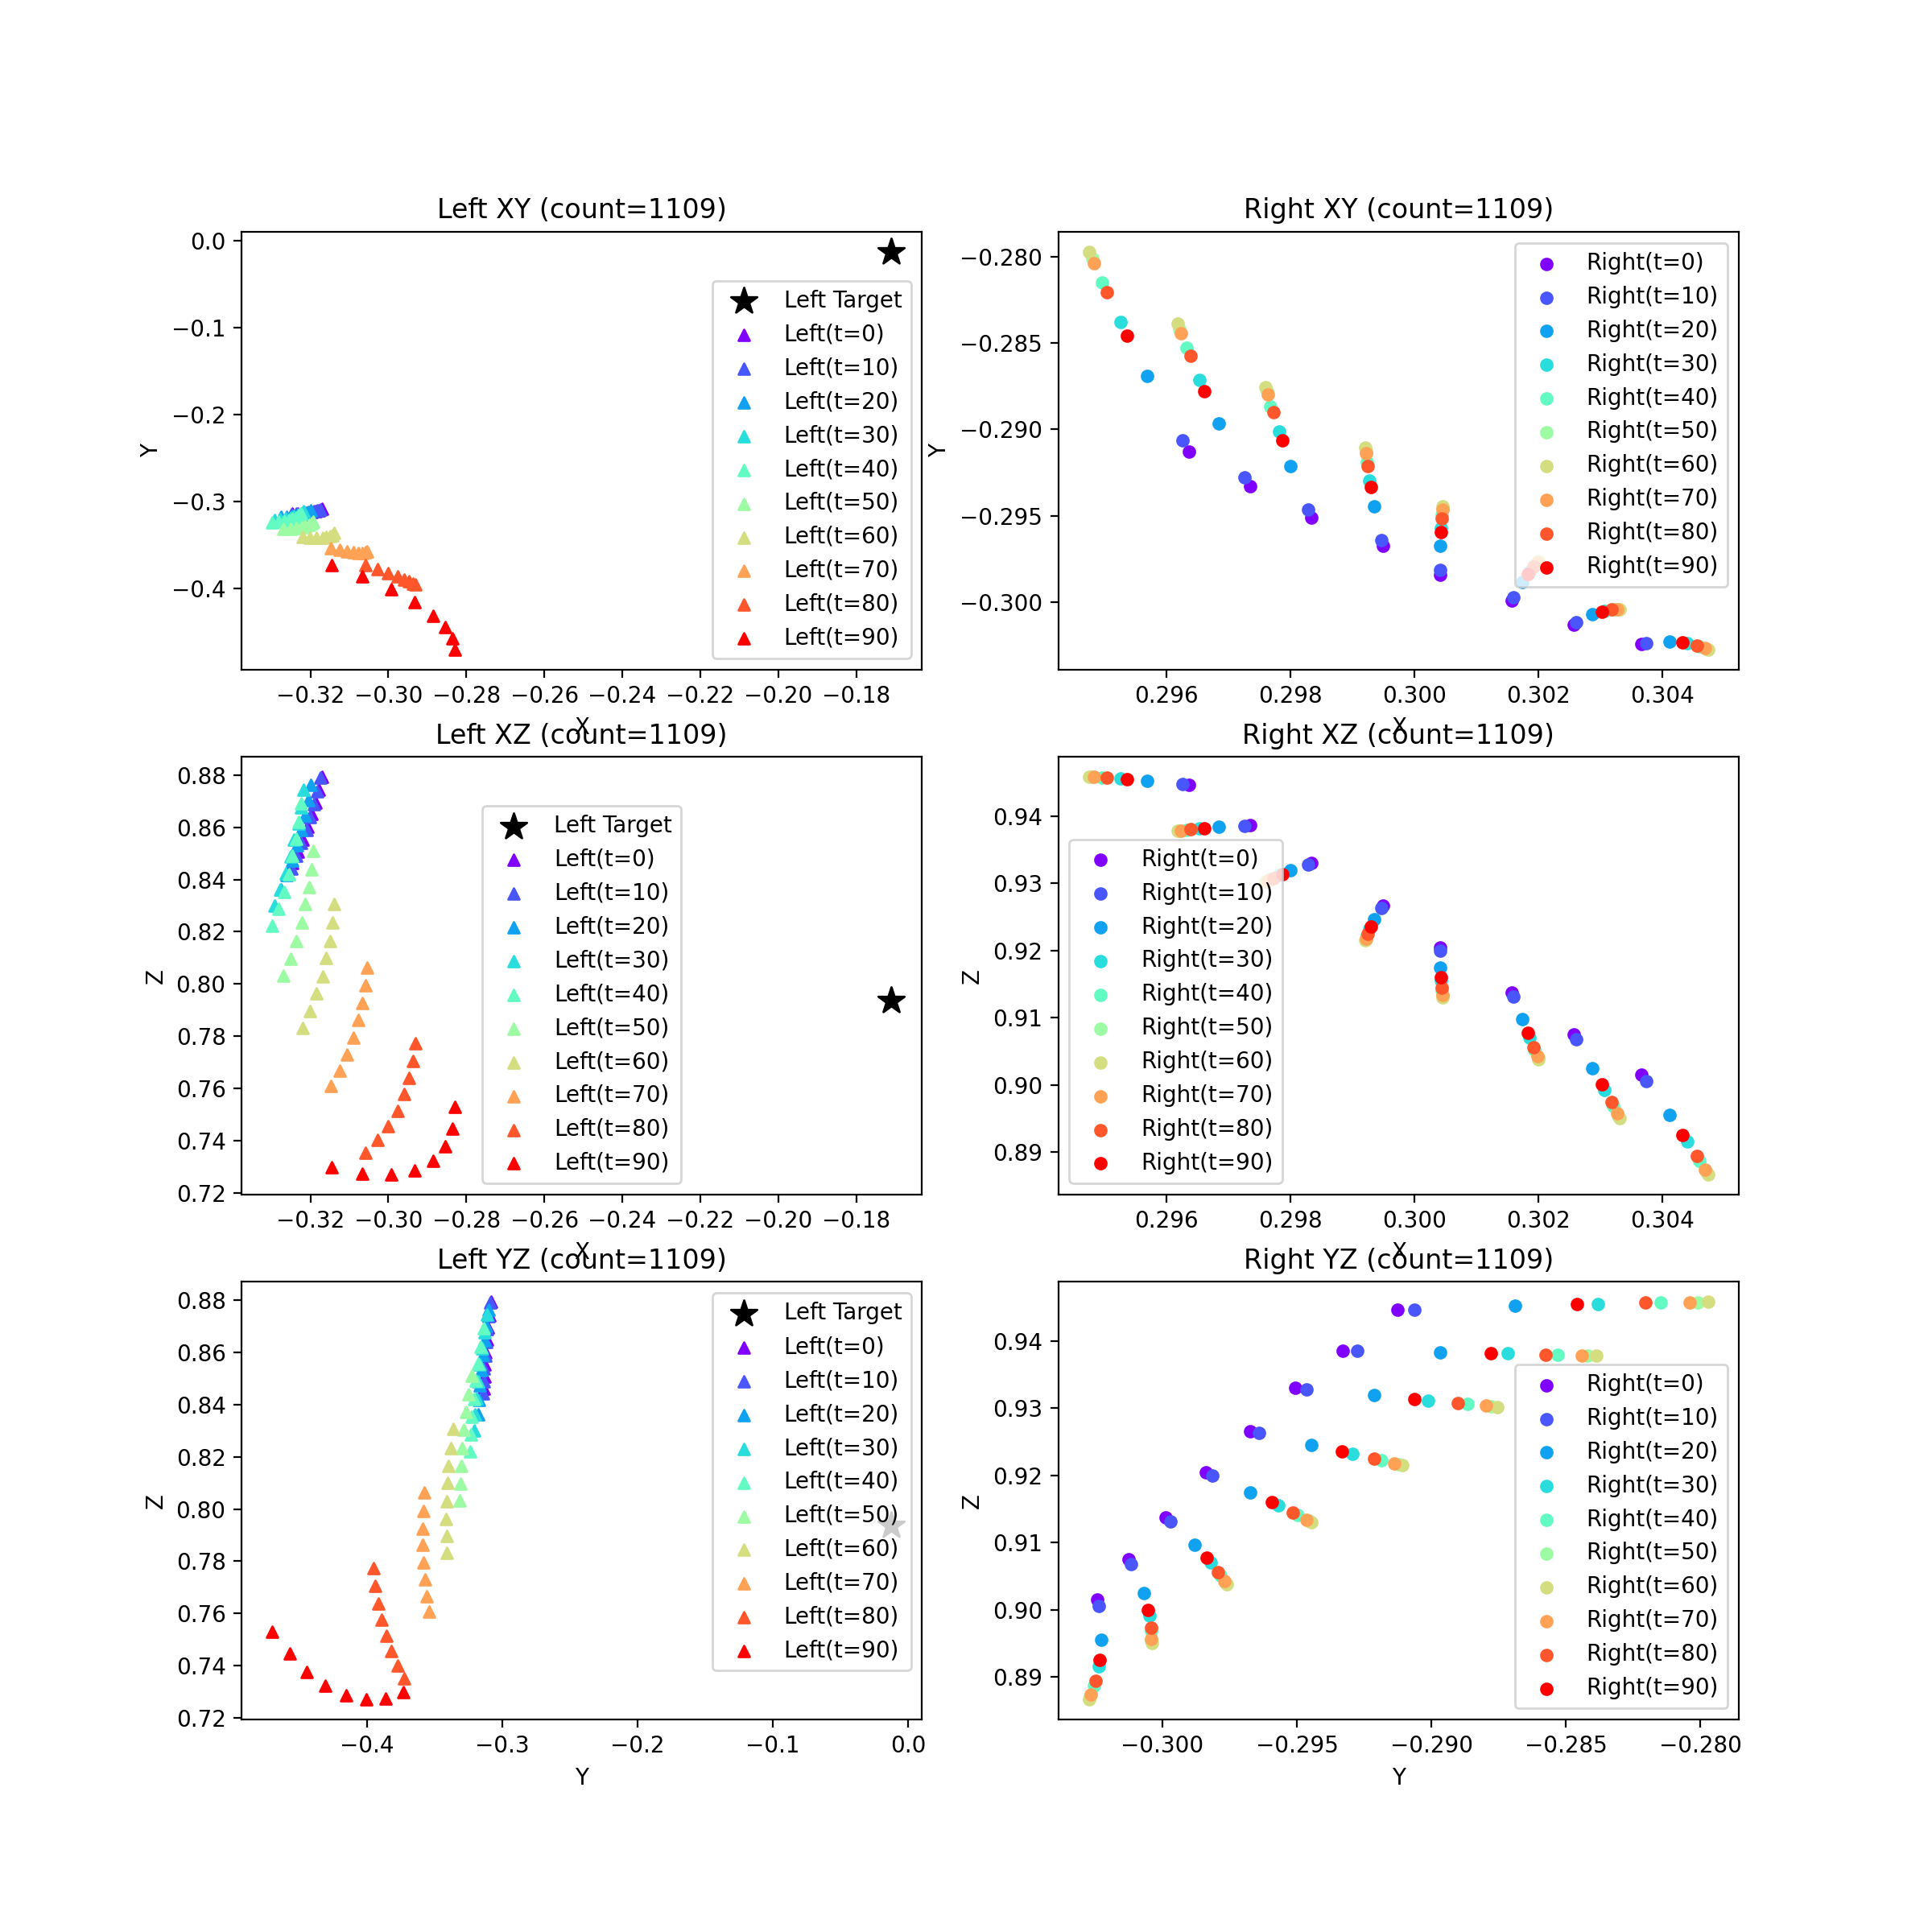 Left XY (count=1109)
0.0
−0.1
−0.2
−0.3
−0.4
Y
−0.32
−0.30
−0.28
−0.26
−0.24
−0.22
−0.20
−0.18
X
Left Target
Left(t=0)
Left(t=10)
Left(t=20)
Left(t=30)
Left(t=40)
Left(t=50)
Left(t=60)
Left(t=70)
Left(t=80)
Left(t=90)
Right XY (count=1109)
−0.280
−0.285
−0.290
−0.295
−0.300
Y
0.296
0.298
0.300
0.302
0.304
X
Right(t=0)
Right(t=10)
Right(t=20)
Right(t=30)
Right(t=40)
Right(t=50)
Right(t=60)
Right(t=70)
Right(t=80)
Right(t=90)
Left XZ (count=1109)
0.88
0.86
0.84
0.82
0.80
0.78
0.76
0.74
0.72
Z
−0.32
−0.30
−0.28
−0.26
−0.24
−0.22
−0.20
−0.18
X
Left Target
Left(t=0)
Left(t=10)
Left(t=20)
Left(t=30)
Left(t=40)
Left(t=50)
Left(t=60)
Left(t=70)
Left(t=80)
Left(t=90)
Right XZ (count=1109)
0.94
0.93
0.92
0.91
0.90
0.89
Z
0.296
0.298
0.300
0.302
0.304
X
Right(t=0)
Right(t=10)
Right(t=20)
Right(t=30)
Right(t=40)
Right(t=50)
Right(t=60)
Right(t=70)
Right(t=80)
Right(t=90)
Left YZ (count=1109)
0.88
0.86
0.84
0.82
0.80
0.78
0.76
0.74
0.72
Z
−0.4
−0.3
−0.2
−0.1
0.0
Y
Left Target
Left(t=0)
Left(t=10)
Left(t=20)
Left(t=30)
Left(t=40)
Left(t=50)
Left(t=60)
Left(t=70)
Left(t=80)
Left(t=90)
Right YZ (count=1109)
0.94
0.93
0.92
0.91
0.90
0.89
Z
−0.300
−0.295
−0.290
−0.285
−0.280
Y
Right(t=0)
Right(t=10)
Right(t=20)
Right(t=30)
Right(t=40)
Right(t=50)
Right(t=60)
Right(t=70)
Right(t=80)
Right(t=90)